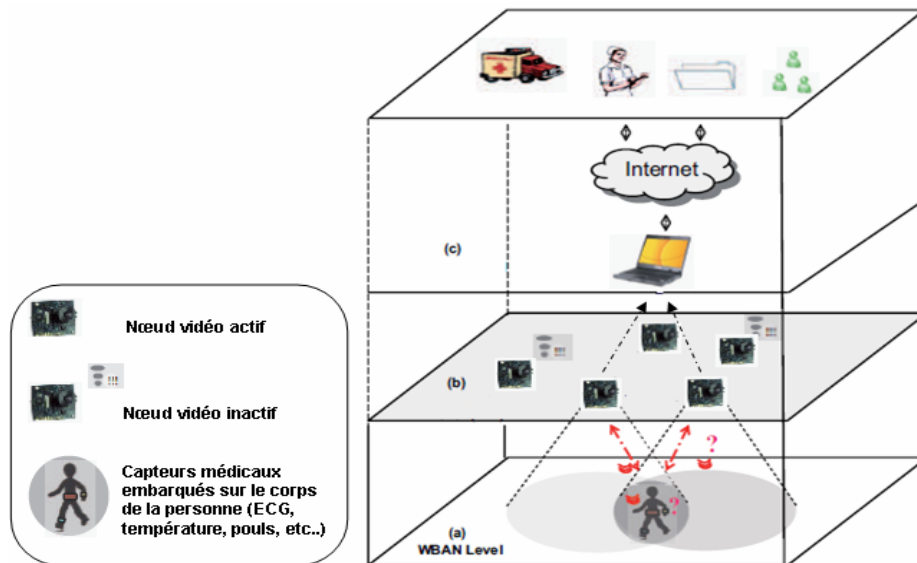 Internet
(c)
Nœud vidéo actif
Nœud vidéo inactif
Capteurs médicaux
embarqués sur le corps
de la personne (ECG,
température, pouls, etc..)
(b)
?
?
(a)
WBAN Level